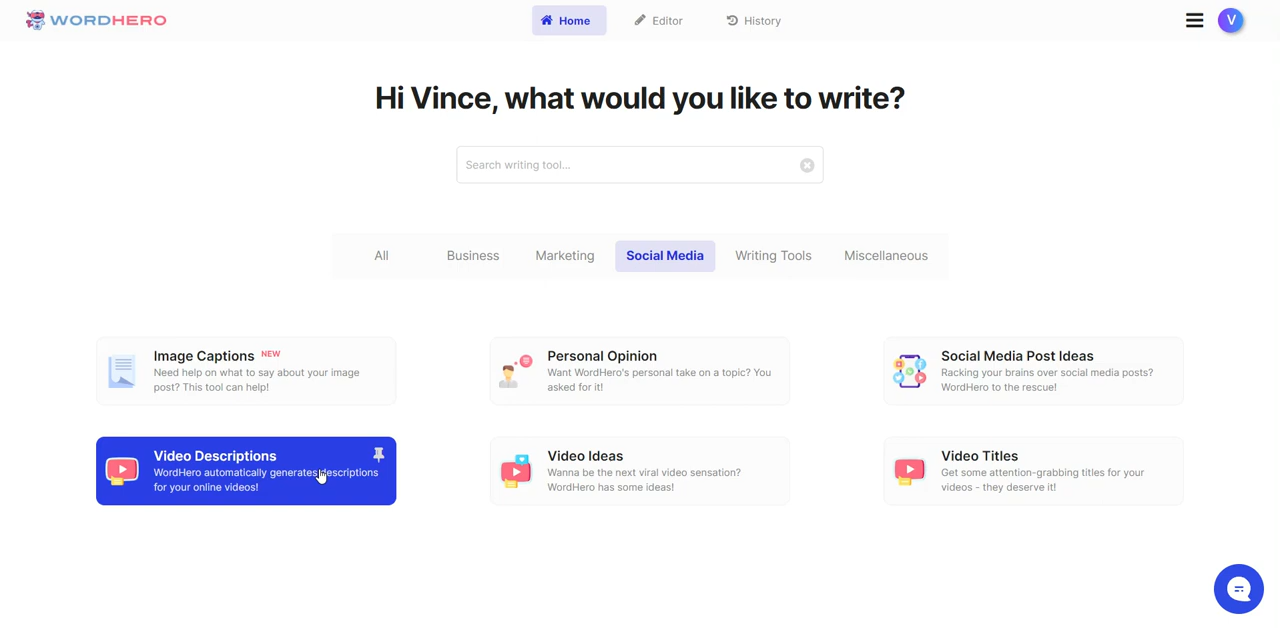 WORDHERO
Home
Editor
History
V
Hi Vince, what would you like to write?
Search writing tool...
All
Business
Marketing
Social Media
Writing Tools
Miscellaneous
Image Captions NEW
Need help on what to say about your image
post? This tool can help!
Personal Opinion
Want WordHero's personal take on a topic? You
asked for it!
Social Media Post Ideas
Racking your brains over social media posts?
WordHero to the rescue!
Video Descriptions
WordHero automatically generates descriptions
for your online videos!
Video Ideas
Wanna be the next viral video sensation?
WordHero has some ideas!
Video Titles
Get some attention-grabbing titles for your
videos - they deserve it!